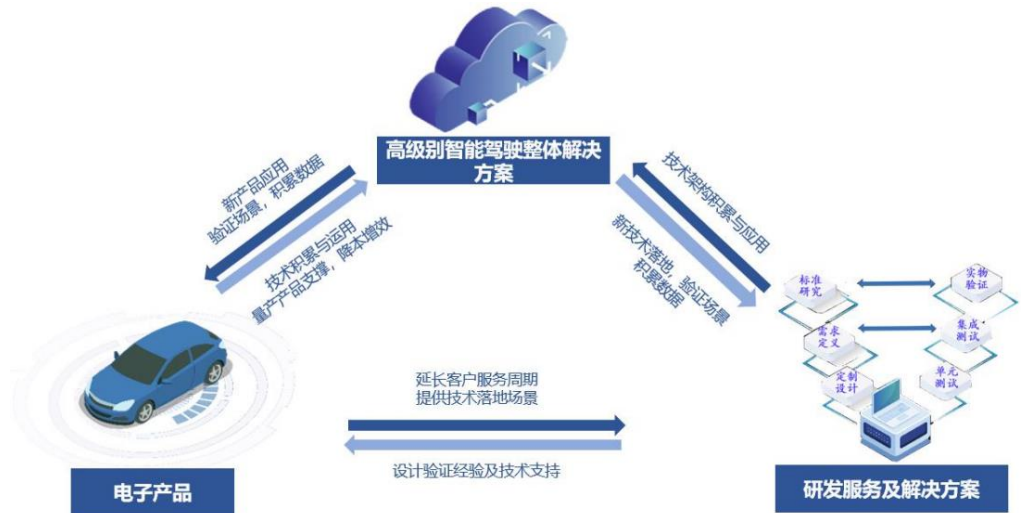 高级别智能驾驶整体解决
方案
新产品应用
验证场景，积累数据
技术积累与运用
量产产品支撑，降本增效
技术架构积累与应用
新技术落地，验证场景
积累数据
标准
研究
实物
验证
需求
定义
集成
测试
定制
设计
单元
测试
延长客户服务周期
提供技术落地场景
设计验证经验及技术支持
电子产品
研发服务及解决方案